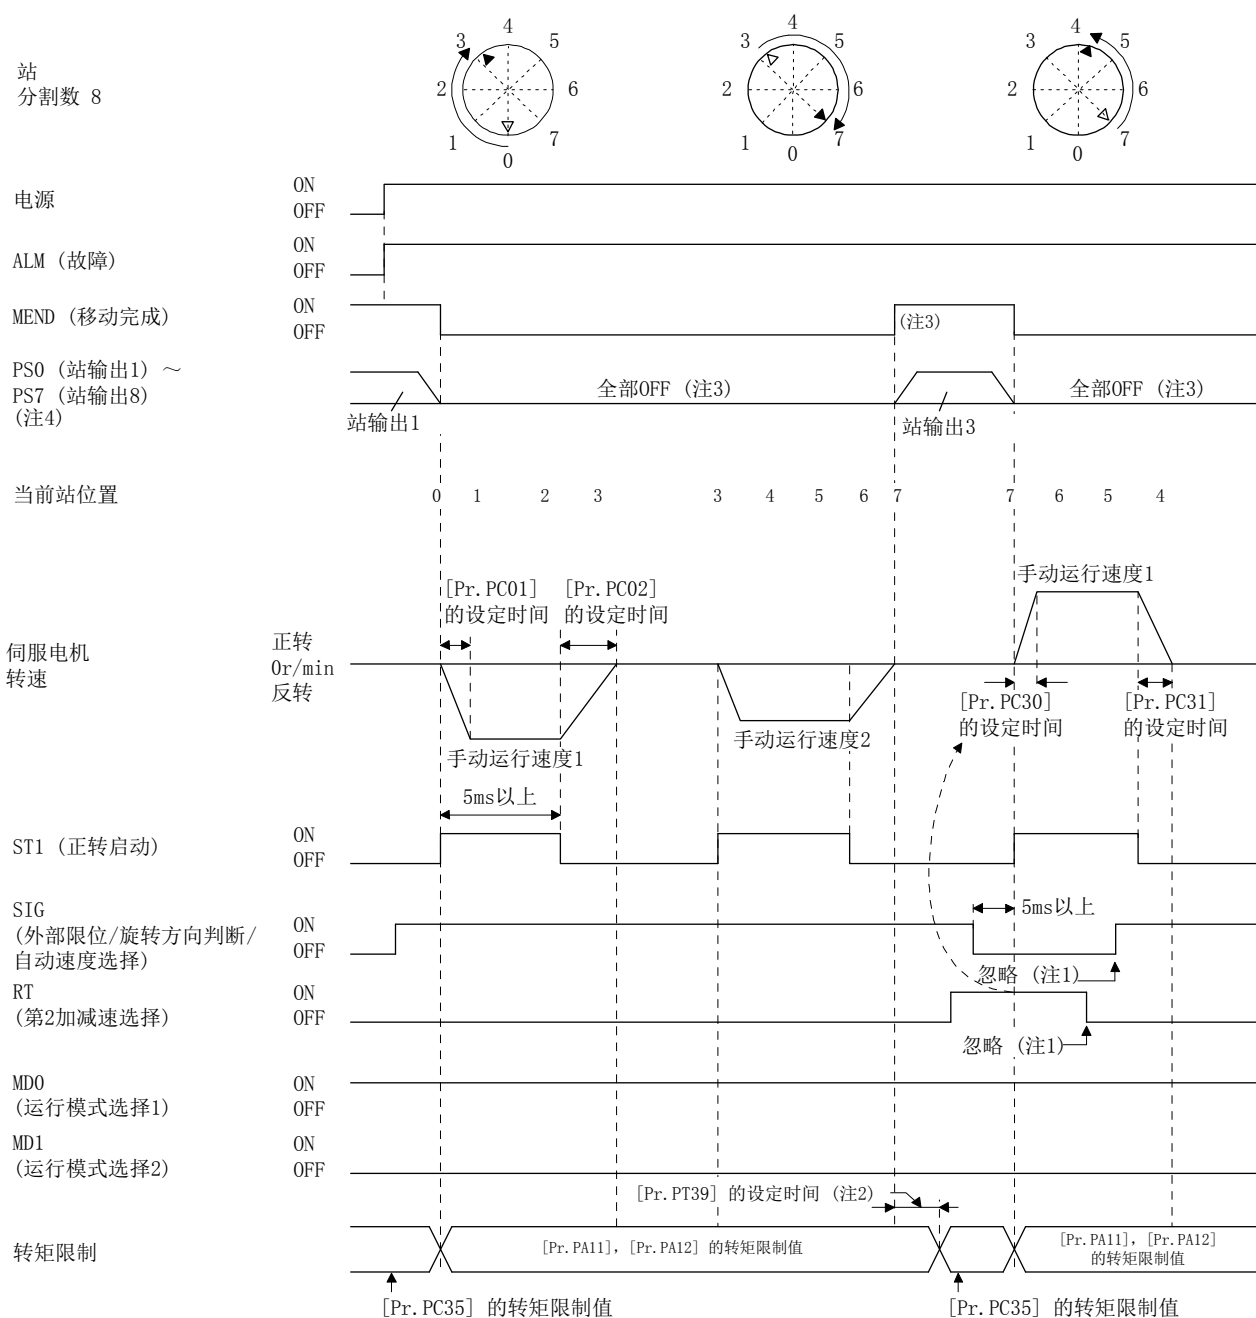 站
分割数 8
4
3 5
2 6
1 7
0
4
3 5
2 6
1 7
0
4
3 5
2 6
1 7
0
电源
ON
OFF
ALM (故障)
ON
OFF
MEND (移动完成)
ON
OFF
(注3)
PS0 (站输出1) ～
PS7 (站输出8)
(注4)
全部OFF (注3)
全部OFF (注3)
站输出1
站输出3
当前站位置
0 1 2 3 3 4 5 6 7 7 6 5 4
伺服电机
转速
正转
0r/min
反转
[Pr.PC01]
的设定时间
[Pr.PC02]
的设定时间
手动运行速度1
手动运行速度1
手动运行速度2
[Pr.PC30]
的设定时间
[Pr.PC31]
的设定时间
5ms以上
ST1 (正转启动)
ON
OFF
SIG
(外部限位/旋转方向判断/
自动速度选择)
ON
OFF
5ms以上
忽略 (注1)
RT
(第2加减速选择)
ON
OFF
忽略 (注1)
MD0
(运行模式选择1)
ON
OFF
MD1
(运行模式选择2)
ON
OFF
[Pr.PT39] 的设定时间 (注2)
转矩限制
[Pr.PA11], [Pr.PA12] 的转矩限制值
[Pr.PA11], [Pr.PA12]
的转矩限制值
[Pr.PC35] 的转矩限制值
[Pr.PC35] 的转矩限制值